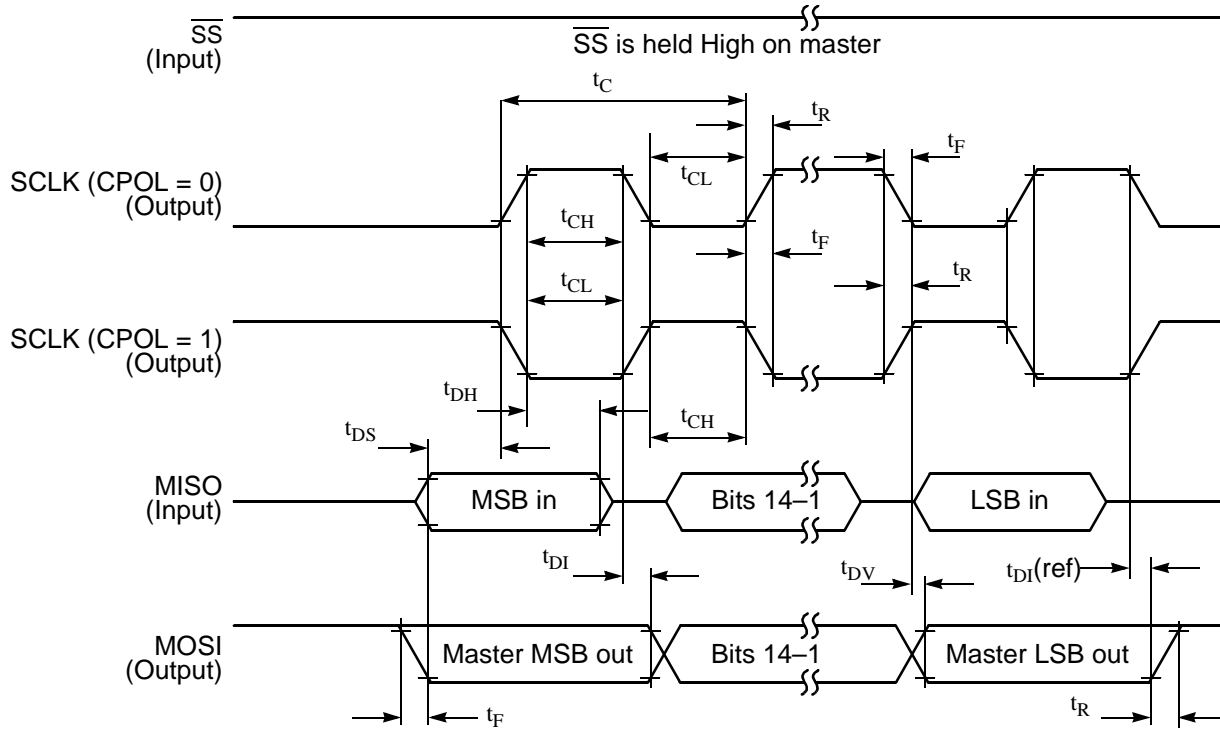 SS
(Input)
SS is held High on master
tC
tR
tF
SCLK (CPOL = 0)
(Output)
tCL
tCH
tF
tCL
tR
SCLK (CPOL = 1)
(Output)
tDH
tCH
tDS
MISO
(Input)
MSB in
Bits 14–1
LSB in
tDI
tDV
tDI(ref)
MOSI
(Output)
Master MSB out
Bits 14–1
Master LSB out
tF
tR